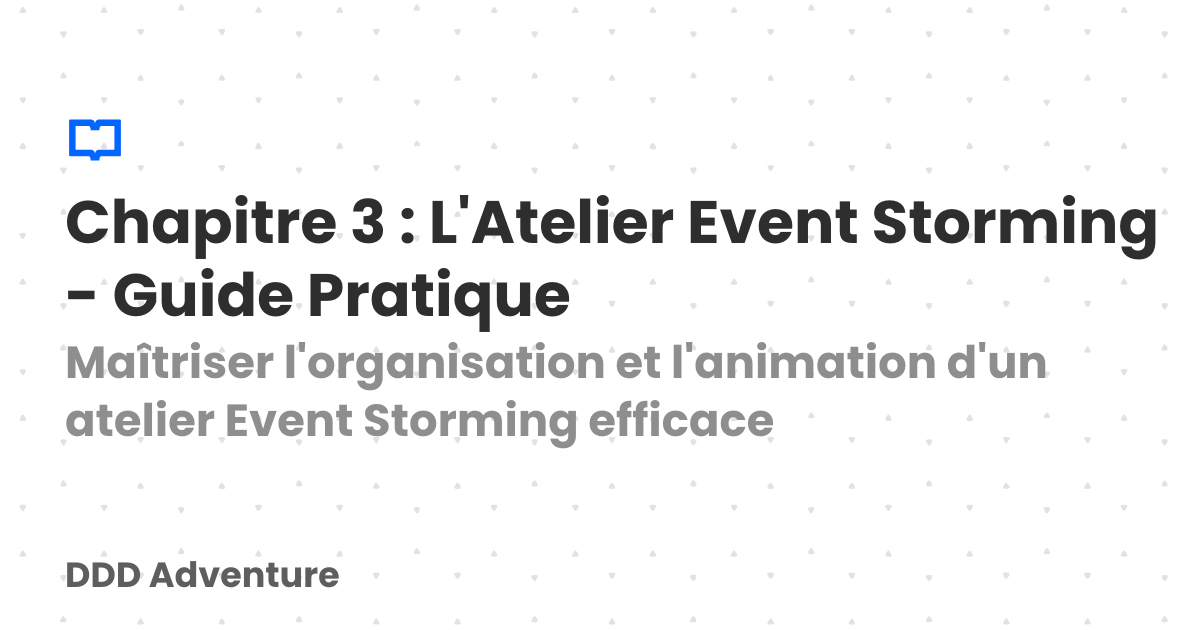 Chapitre 3 : L'Atelier Event Storming
- Guide Pratique
Maîtriser l'organisation et l'animation d'un
atelier Event Storming efficace
DDD Adventure